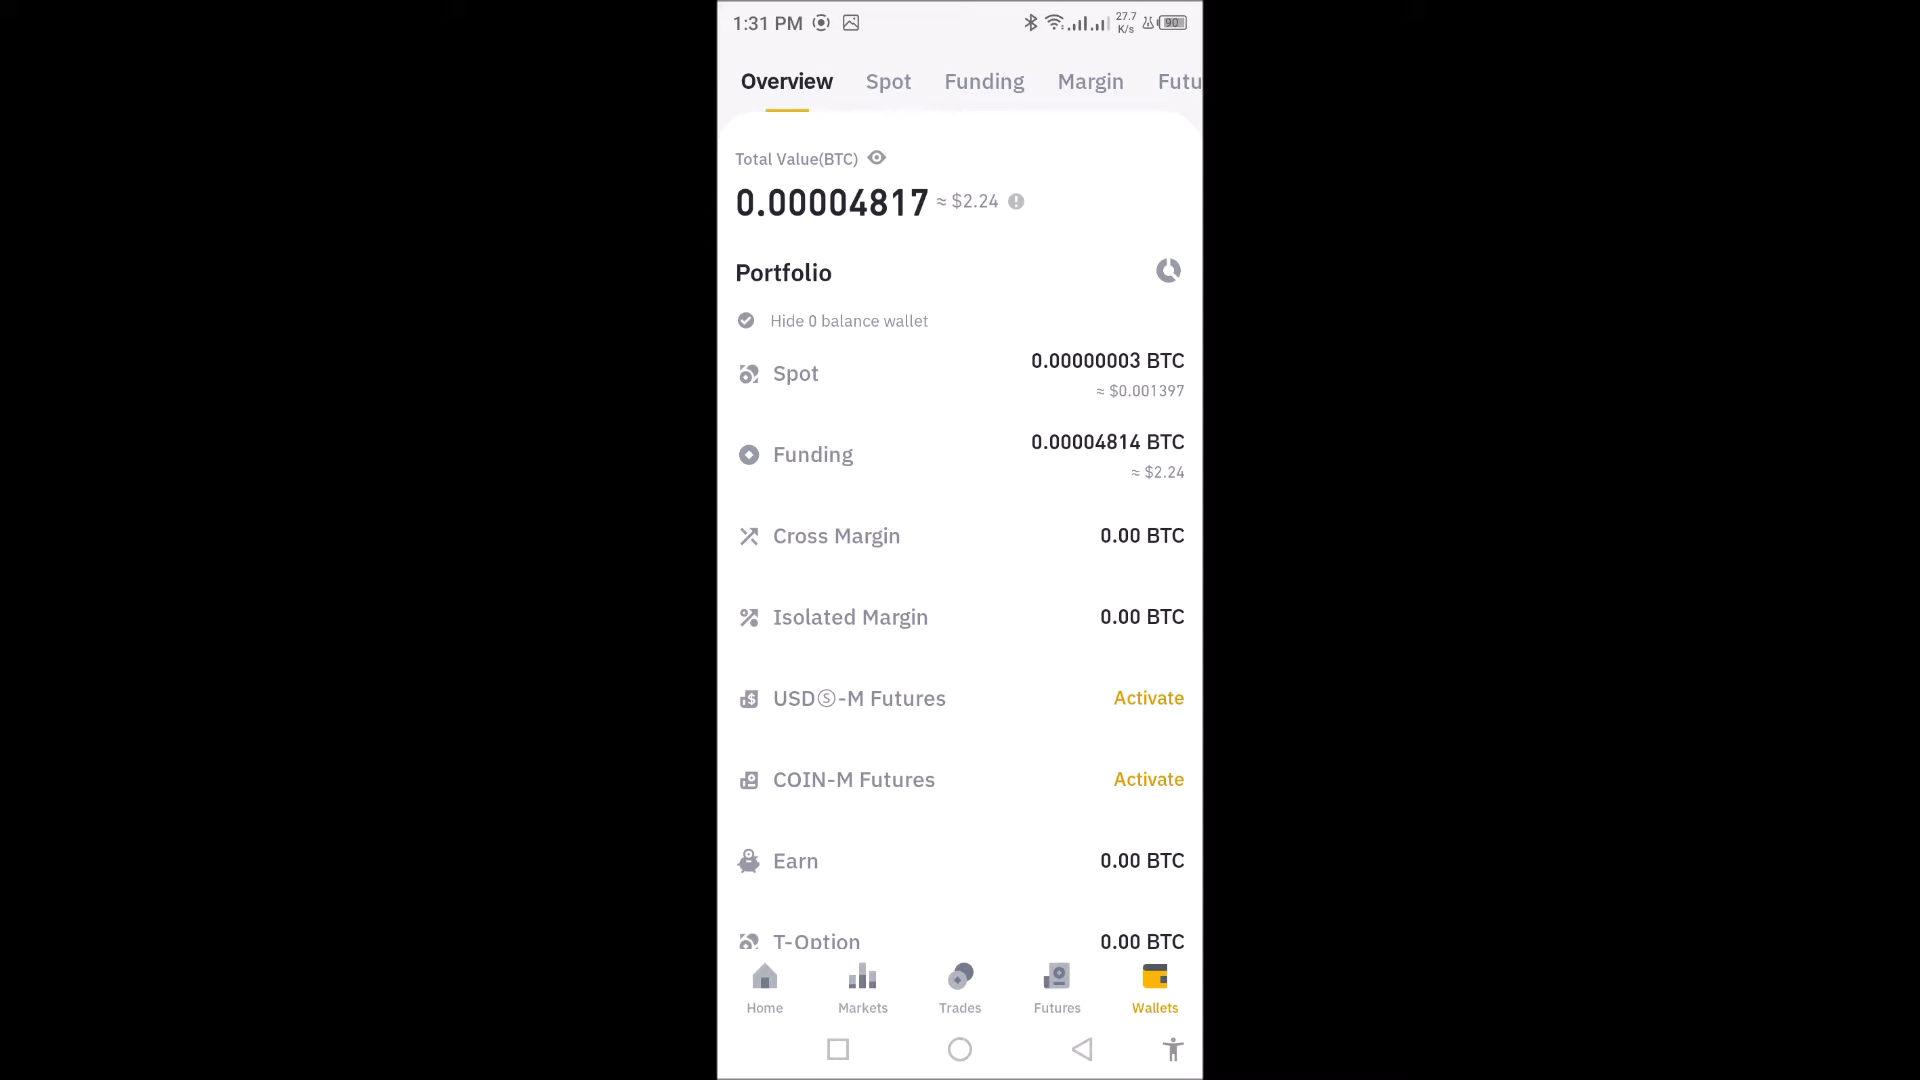 1:31 PM
27.7
K/s
90
Overview Spot Funding Margin Futu
Total Value(BTC)
0.00004817 ≈ $2.24
Portfolio
Hide 0 balance wallet
Spot 0.00000003 BTC
≈ $0.001397
Funding 0.00004814 BTC
≈ $2.24
Cross Margin 0.00 BTC
Isolated Margin 0.00 BTC
USDⓈ-M Futures Activate
COIN-M Futures Activate
Earn 0.00 BTC
T-Option 0.00 BTC
Home Markets Trades Futures Wallets